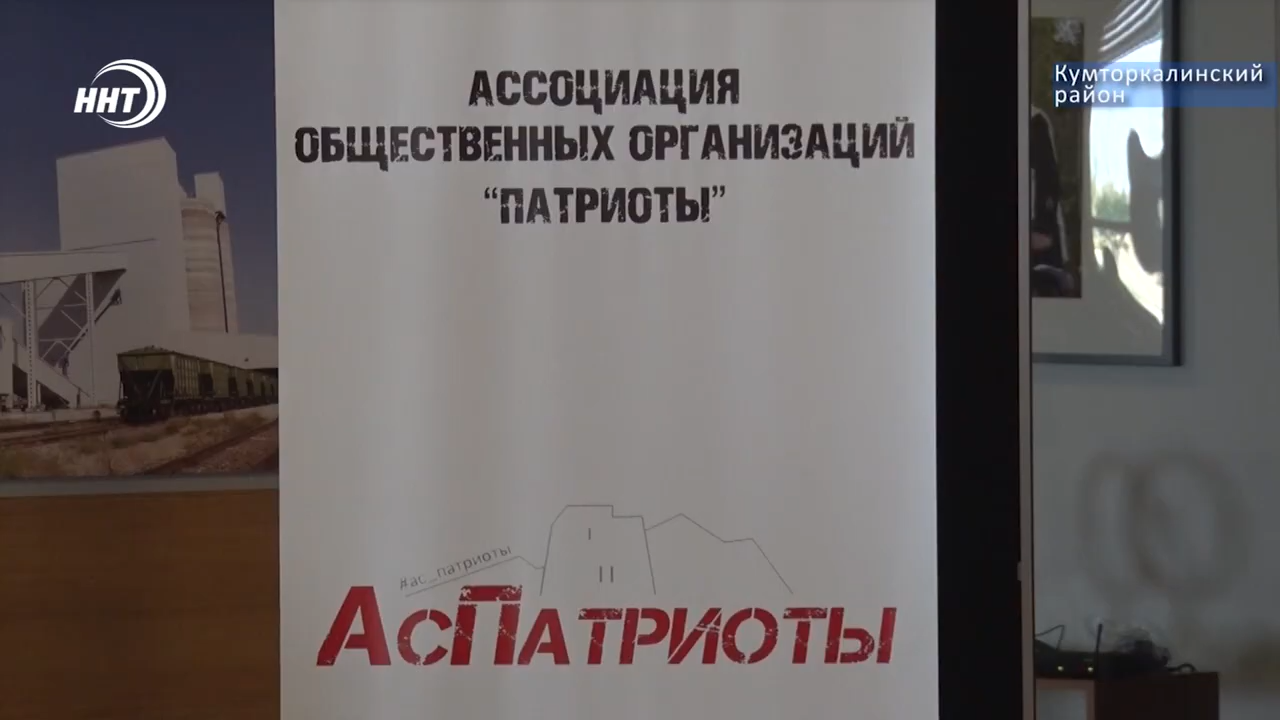 ННТ
Кумторкалинский
район
АССОЦИАЦИЯ
ОБЩЕСТВЕННЫХ ОРГАНИЗАЦИЙ
“ПАТРИОТЫ”
#ас_патриоты
АсПатриоты